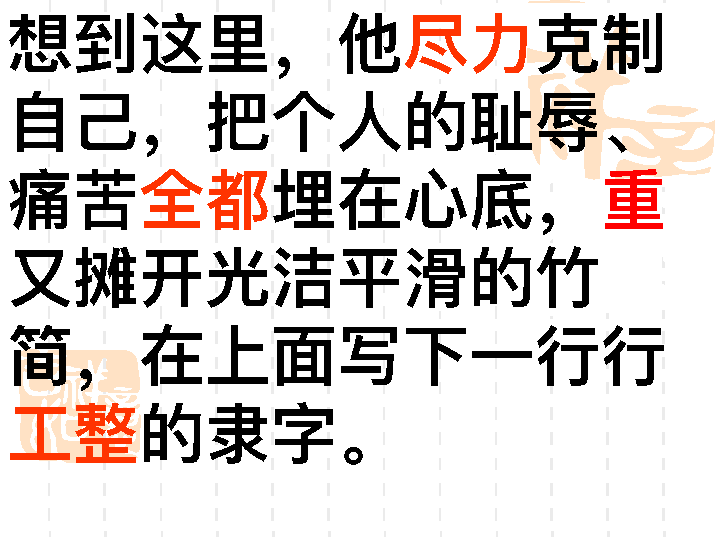 想到这里，他尽力克制
自己，把个人的耻辱、
痛苦全都埋在心底，重
又摊开光洁平滑的竹
简，在上面写下一行行
工整的隶字。